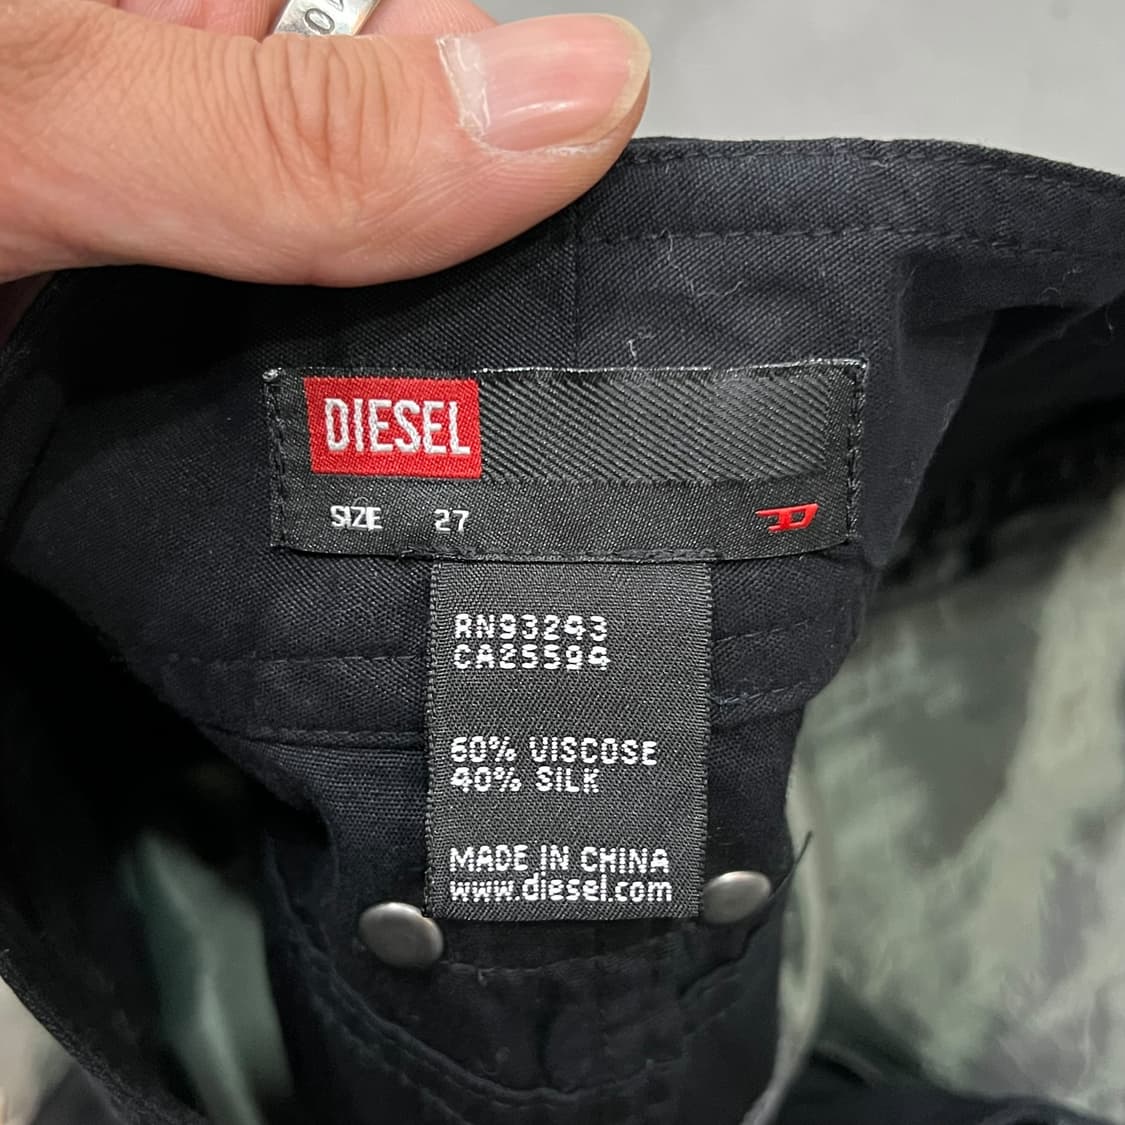 DIESEL
SIZE 27
RN93243
CA25594
60% VISCOSE
40% SILK
MADE IN CHINA
www.diesel.com